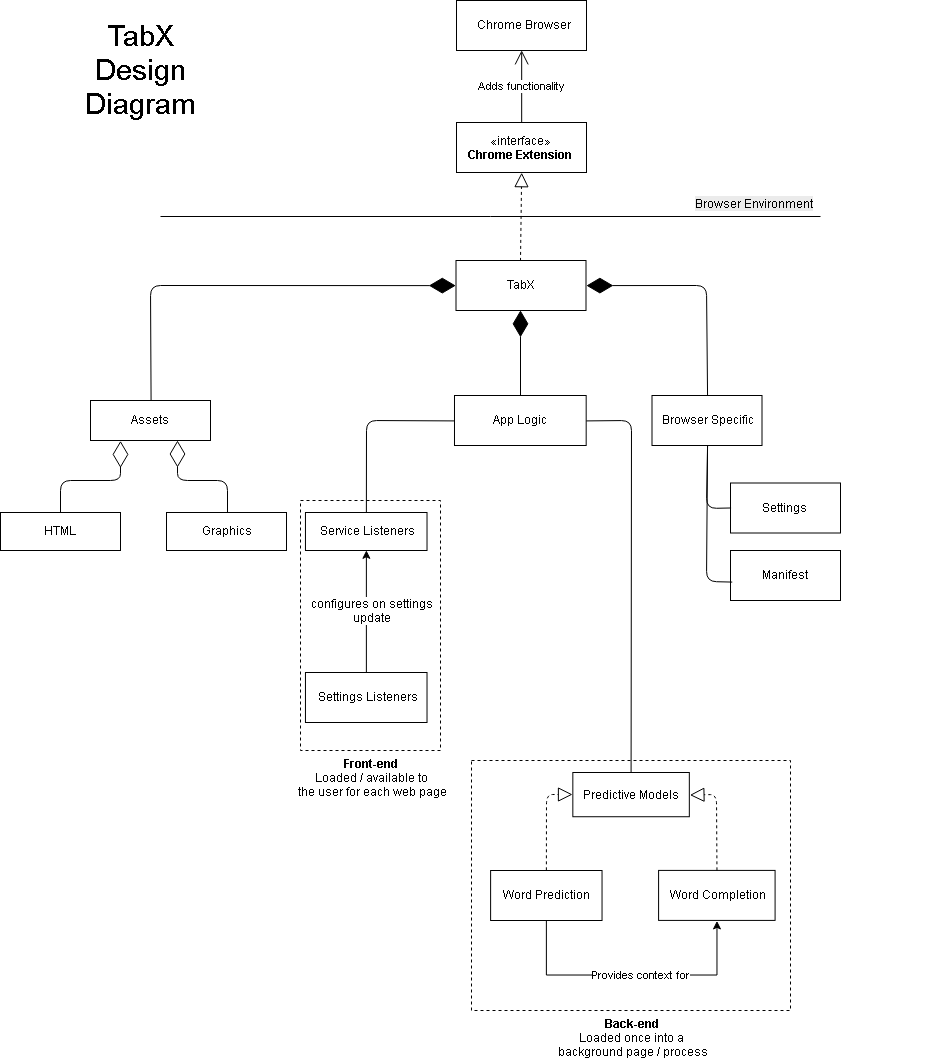 TabX
Design
Diagram
Chrome Browser
Adds functionality
«interface»
Chrome Extension
Browser Environment
TabX
Assets
App Logic
Browser Specific
HTML
Graphics
Service Listeners
Settings
Manifest
configures on settings
update
Settings Listeners
Front-end
Loaded / available to
the user for each web page
Predictive Models
Word Prediction
Word Completion
Provides context for
Back-end
Loaded once into a
background page / process